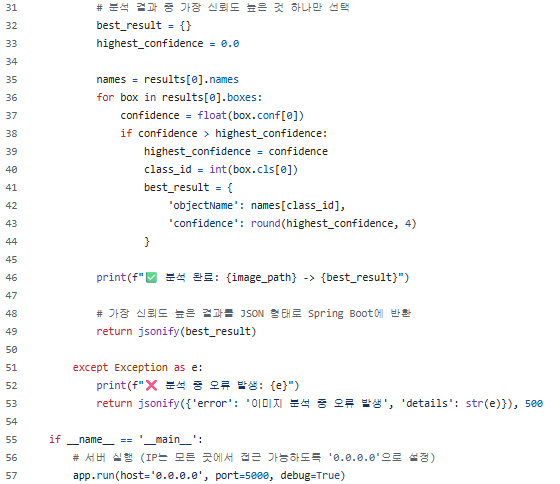 31 # 분석 결과 중 가장 신뢰도 높은 것 하나만 선택
32 best_result = {}
33 highest_confidence = 0.0
34
35 names = results[0].names
36 for box in results[0].boxes:
37 confidence = float(box.conf[0])
38 if confidence > highest_confidence:
39 highest_confidence = confidence
40 class_id = int(box.cls[0])
41 best_result = {
42 'objectName': names[class_id],
43 'confidence': round(highest_confidence, 4)
44 }
45
46 print(f"✅ 분석 완료: {image_path} -> {best_result}")
47
48 # 가장 신뢰도 높은 결과를 JSON 형태로 Spring Boot에 반환
49 return jsonify(best_result)
50
51 except Exception as e:
52 print(f"❌ 분석 중 오류 발생: {e}")
53 return jsonify({'error': '이미지 분석 중 오류 발생', 'details': str(e)}), 500
54
55 if __name__ == '__main__':
56 # 서버 실행 (IP는 모든 곳에서 접근 가능하도록 '0.0.0.0'으로 설정)
57 app.run(host='0.0.0.0', port=5000, debug=True)